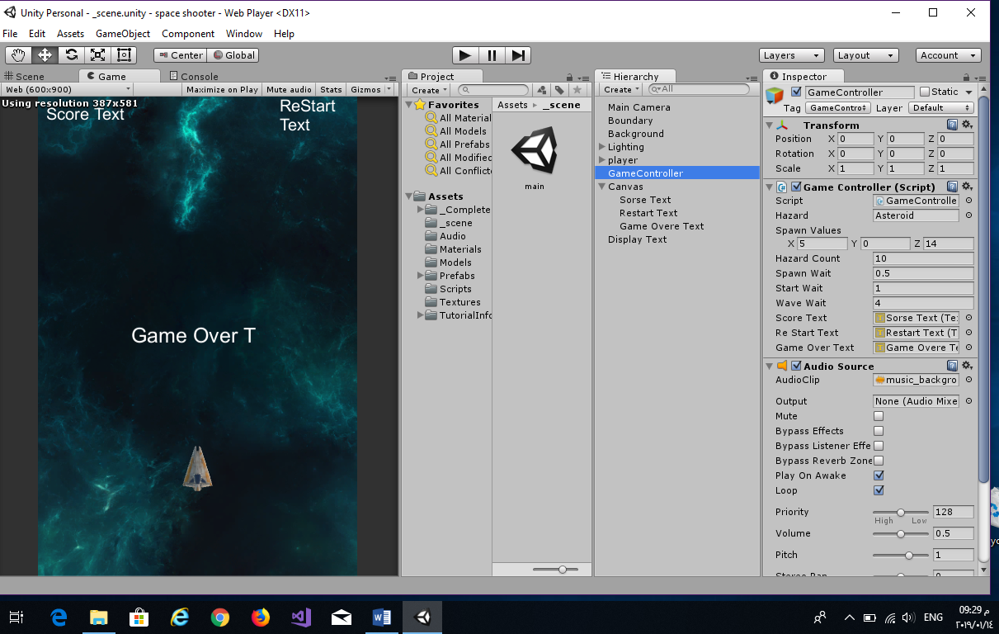 Unity Personal - _scene.unity - space shooter - Web Player <DX11>
File Edit Assets GameObject Component Window Help
Center Global Layers Layout Account
Scene Game Console
Web (600x900) Maximize on Play Mute audio Stats Gizmos
Using resolution 387x581
Score Text
ReStart
Text
Game Over T
Project
Create
Favorites
All Material
All Models
All Prefabs
All Modified
All Conflict
Assets
_Complete
_scene
Audio
Materials
Models
Prefabs
Scripts
Textures
TutorialInfo
Assets _scene
main
Hierarchy
Create All
Main Camera
Boundary
Background
Lighting
player
GameController
Canvas
Sorse Text
Restart Text
Game Overe Text
Display Text
Inspector
GameController Static
Tag GameContro Layer Default
Transform
Position X 0 Y 0 Z 0
Rotation X 0 Y 0 Z 0
Scale X 1 Y 1 Z 1
Game Controller (Script)
Script GameControlle
Hazard Asteroid
Spawn Values
X 5 Y 0 Z 14
Hazard Count 10
Spawn Wait 0.5
Start Wait 1
Wave Wait 4
Score Text Sorse Text (Te
Re Start Text Restart Text (T
Game Over Text Game Overe Te
Audio Source
AudioClip music_backgro
Output None (Audio Mixe
Mute
Bypass Effects
Bypass Listener Effe
Bypass Reverb Zone
Play On Awake
Loop
Priority 128
High Low
Volume 0.5
Pitch 1
Stereo Pan 0
ENG
09:29 م
٢٠١٩/٠١/١٤